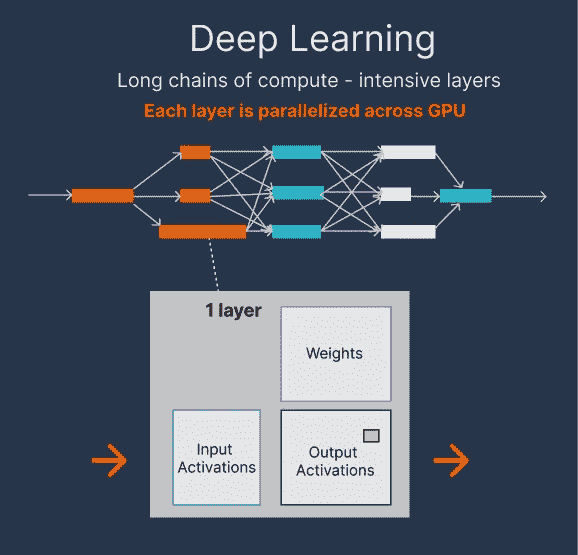 Deep Learning
Long chains of compute - intensive layers
Each layer is parallelized across GPU
1 layer
Weights
Input
Activations
Output
Activations